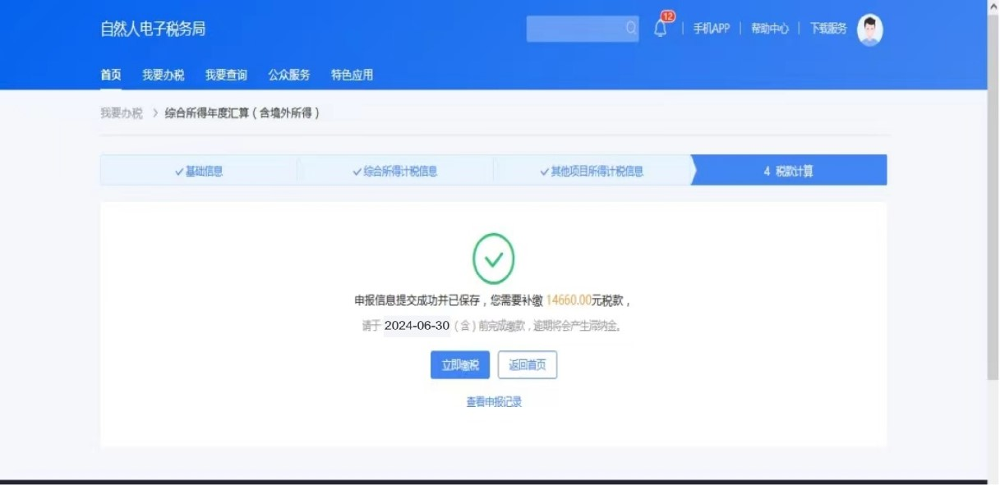 自然人电子税务局
12
手机APP | 帮助中心 | 下载服务
首页 我要办税 我要查询 公众服务 特色应用
我要办税 > 综合所得年度汇算（含境外所得）
基础信息 综合所得计税信息 其他项目所得计税信息 4 税款计算
申报信息提交成功并已保存，您需要补缴 14660.00元税款，
请于 2024-06-30（含）前完成缴款，逾期将会产生滞纳金。
立即缴税 返回首页
查看申报记录